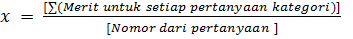 x = [∑(Merit untuk setiap pertanyaan kategori)]
[Nomor dari pertanyaan ]